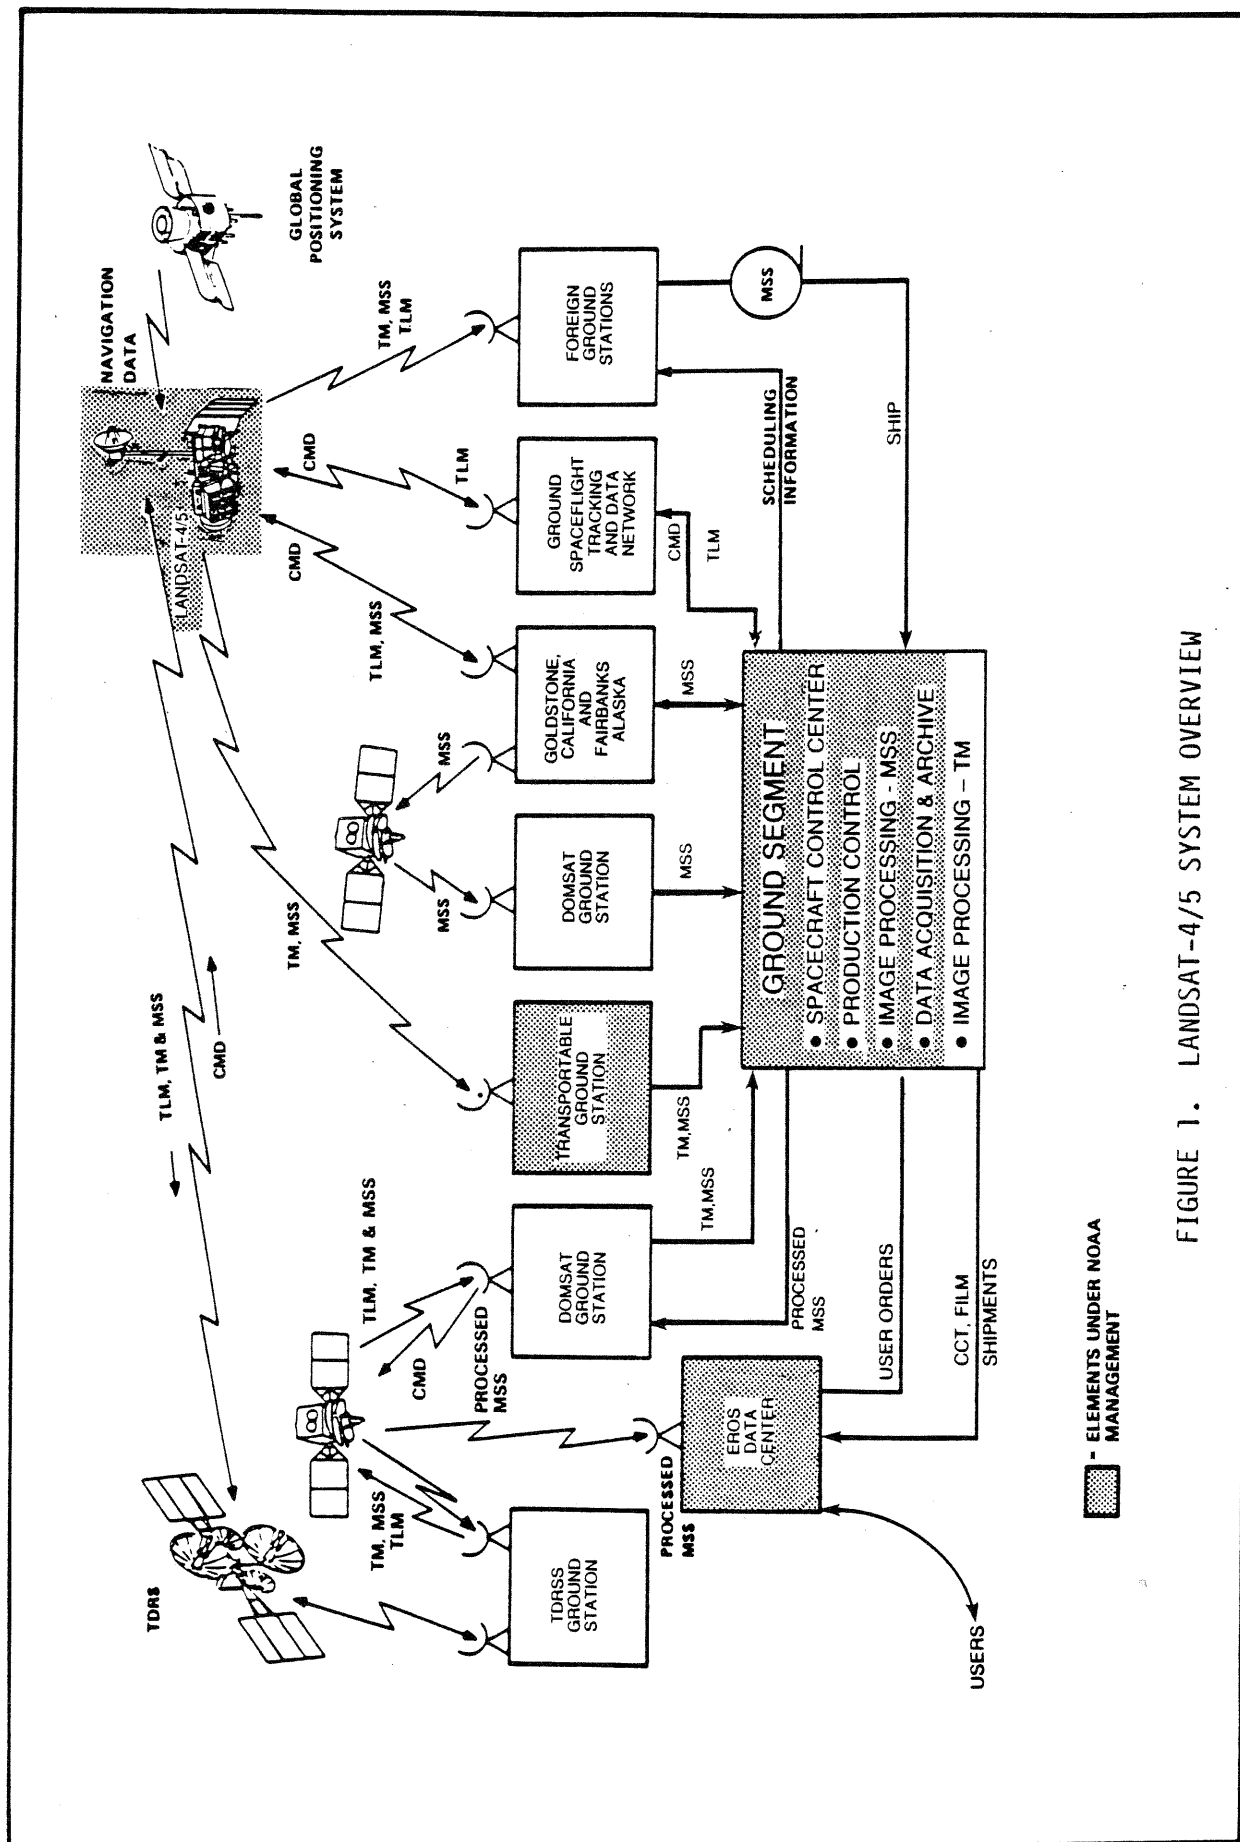 TDRS
TLM, TM & MSS
CMD
LANDSAT-4/5
NAVIGATION
DATA
GLOBAL
POSITIONING
SYSTEM
TM, MSS
TLM
TLM, TM & MSS
CMD
PROCESSED
MSS
TM, MSS
MSS
MSS
TLM, MSS
CMD
CMD
TLM
TM, MSS
TLM
TDRSS
GROUND
STATION
PROCESSED
MSS
EROS
DATA
CENTER
DOMSAT
GROUND
STATION
TRANSPORTABLE
GROUND
STATION
DOMSAT
GROUND
STATION
GOLDSTONE,
CALIFORNIA
AND
FAIRBANKS
ALASKA
GROUND
SPACEFLIGHT
TRACKING
AND DATA
NETWORK
FOREIGN
GROUND
STATIONS
TM,MSS
TM,MSS
MSS
MSS
CMD
TLM
MSS
SCHEDULING
INFORMATION
PROCESSED
MSS
USER ORDERS
CCT, FILM
SHIPMENTS
SHIP
GROUND SEGMENT
• SPACECRAFT CONTROL CENTER
• PRODUCTION CONTROL
• IMAGE PROCESSING - MSS
• DATA ACQUISITION & ARCHIVE
• IMAGE PROCESSING – TM
USERS
- ELEMENTS UNDER NOAA
MANAGEMENT
FIGURE 1. LANDSAT-4/5 SYSTEM OVERVIEW